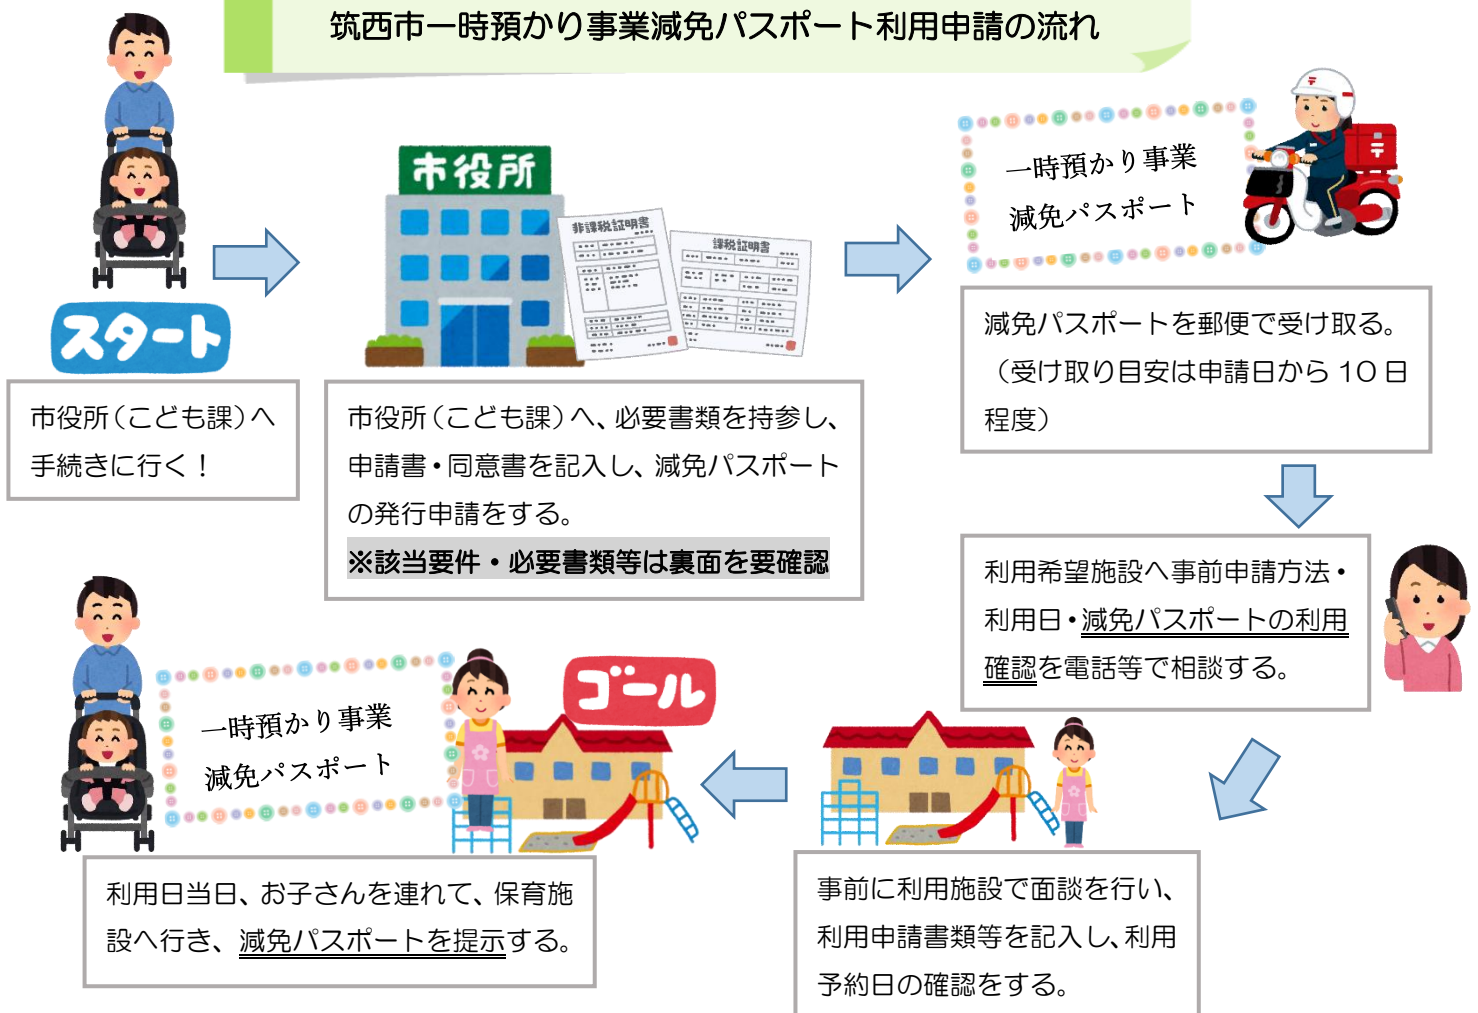 筑西市一時預かり事業減免パスポート利用申請の流れ
スタート
市役所(こども課)へ
手続きに行く!
市役所
非課税証明書
課税証明書
市役所(こども課)へ、必要書類を持参し、
申請書・同意書を記入し、減免パスポート
の発行申請をする。
※該当要件・必要書類等は裏面を要確認
一時預かり事業
減免パスポート
〒
減免パスポートを郵便で受け取る。
(受け取り目安は申請日から 10 日
程度)
利用希望施設へ事前申請方法・
利用日・減免パスポートの利用
確認を電話等で相談する。
事前に利用施設で面談を行い、
利用申請書類等を記入し、利用
予約日の確認をする。
ゴール
一時預かり事業
減免パスポート
利用日当日、お子さんを連れて、保育施
設へ行き、減免パスポートを提示する。